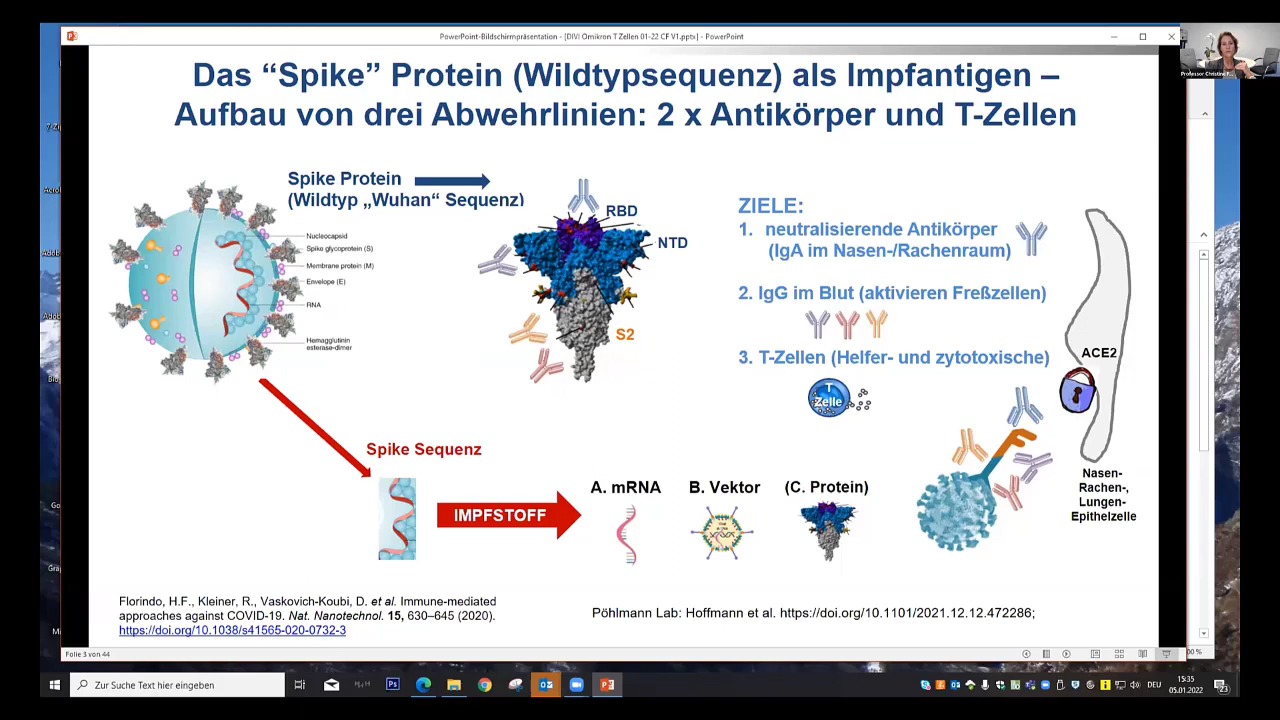 PowerPoint-Bildschirmpräsentation - [DIVI Omikron T Zellen 01-22 CF V1.pptx] - PowerPoint
Das “Spike” Protein (Wildtypsequenz) als Impfantigen –
Aufbau von drei Abwehrlinien: 2 x Antikörper und T-Zellen
Spike Protein
(Wildtyp „Wuhan“ Sequenz)
Nucleocapsid
Spike glycoprotein (S)
Membrane protein (M)
Envelope (E)
RNA
Hemagglutinin
esterase-dimer
RBD
NTD
S2
ZIELE:
1. neutralisierende Antikörper
(IgA im Nasen-/Rachenraum)
2. IgG im Blut (aktivieren Freßzellen)
3. T-Zellen (Helfer- und zytotoxische)
T
Zelle
ACE2
Nasen-
Rachen-,
Lungen-
Epithelzelle
Spike Sequenz
IMPFSTOFF
A. mRNA
B. Vektor
(C. Protein)
Florindo, H.F., Kleiner, R., Vaskovich-Koubi, D. et al. Immune-mediated
approaches against COVID-19. Nat. Nanotechnol. 15, 630–645 (2020).
https://doi.org/10.1038/s41565-020-0732-3
Pöhlmann Lab: Hoffmann et al. https://doi.org/10.1101/2021.12.12.472286;
Folie 3 von 44
Zur Suche Text hier eingeben
DEU
15:35
05.01.2022
23